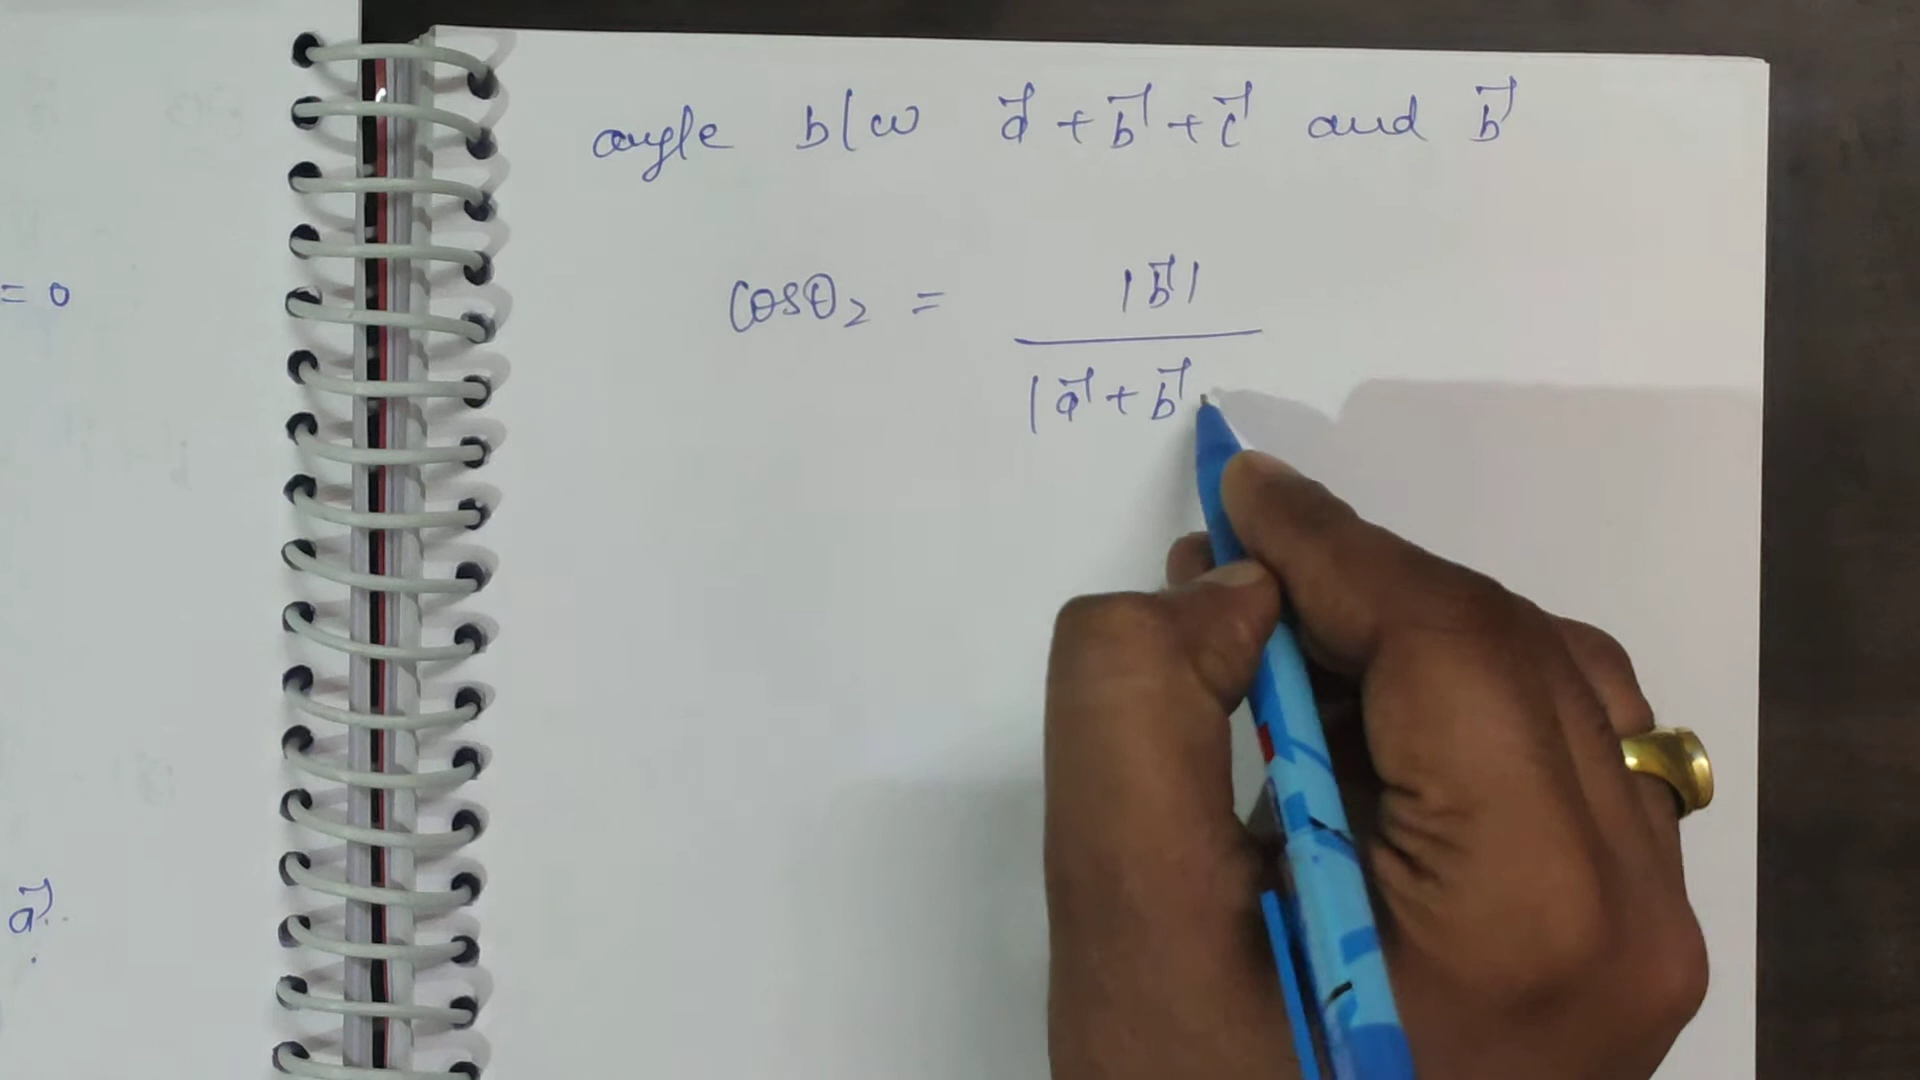 angle b/w a⃗ + b⃗ + c⃗ and b⃗
= 0
cosθ₂ = |b⃗|
|a⃗ + b⃗
a⃗